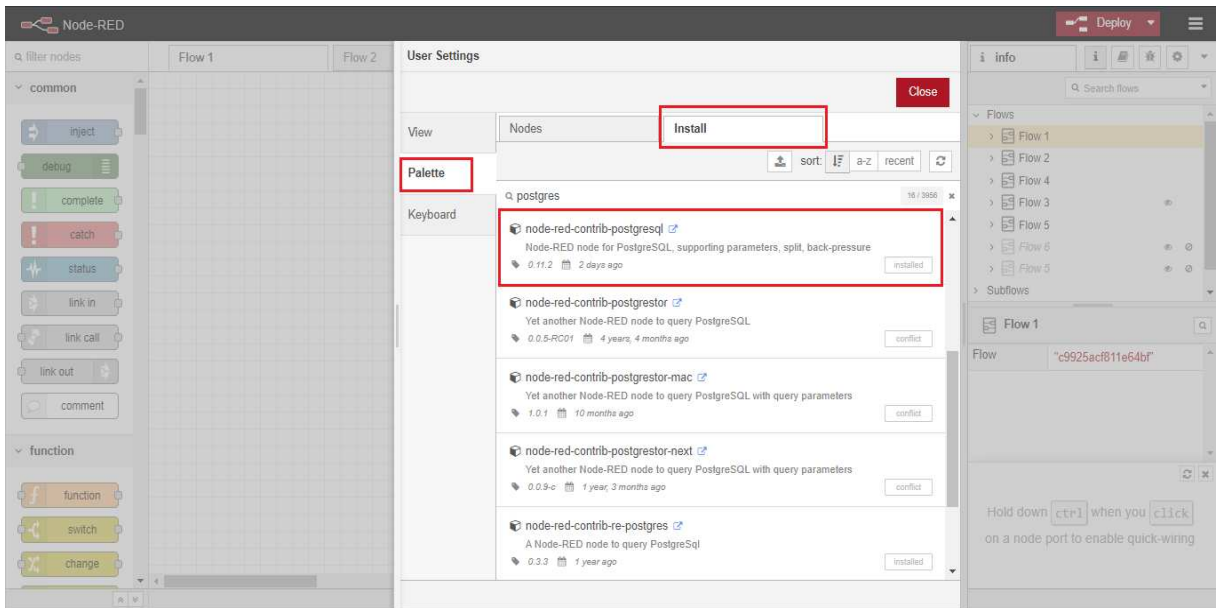 Node-RED
Deploy
filter nodes
common
inject
debug
complete
catch
status
link in
link call
link out
comment
function
function
switch
change
Flow 1
Flow 2
User Settings
Close
View
Palette
Keyboard
Nodes
Install
sort: a-z recent
postgres
16 / 3956
node-red-contrib-postgresql
Node-RED node for PostgreSQL, supporting parameters, split, back-pressure
0.11.2 2 days ago
installed
node-red-contrib-postgrestor
Yet another Node-RED node to query PostgreSQL
0.0.5-RC01 4 years, 4 months ago
conflict
node-red-contrib-postgrestor-mac
Yet another Node-RED node to query PostgreSQL with query parameters
1.0.1 10 months ago
conflict
node-red-contrib-postgrestor-next
Yet another Node-RED node to query PostgreSQL with query parameters
0.0.9-c 1 year, 3 months ago
conflict
node-red-contrib-re-postgres
A Node-RED node to query PostgreSql
0.3.3 1 year ago
installed
i info
i
Search flows
Flows
Flow 1
Flow 2
Flow 4
Flow 3
Flow 5
Flow 6
Flow 5
Subflows
Flow 1
Flow "c9925acf811e64bf"
Hold down ctrl when you click
on a node port to enable quick-wiring